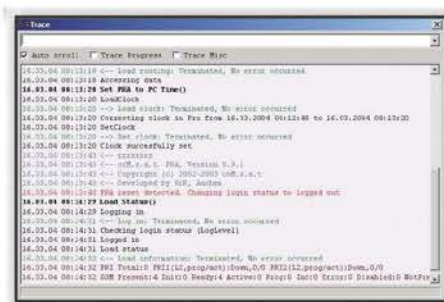 Trace
Auto scroll Trace Progress Trace Misc
16.03.04 08:13:19 <-- Load routing: Terminated, No error occurred
16.03.04 08:13:19 Accessing data
16.03.04 08:13:20 Set PRA to PC Time()
16.03.04 08:13:20 LoadClock
16.03.04 08:13:20 --> Load clock: Terminated, No error occurred
16.03.04 08:13:20 Correcting clock in Pra from 16.03.2004 04:12:48 to 16.03.2004 08:13:20
16.03.04 08:13:20 SetClock
16.03.04 08:13:20 --> Set clock: Terminated, No error occurred
16.03.04 08:13:20 Clock succesfully set
16.03.04 08:13:43 <--
16.03.04 08:13:43 <-- PRA, Version
16.03.04 08:13:43 <-- Copyright (c) 2002-2003
16.03.04 08:13:43 <-- Developed by
16.03.04 08:13:43 PRA reset detected. Changing login status to logged out
16.03.04 08:14:29 Load Status()
16.03.04 08:14:29 Logging in
16.03.04 08:14:31 <-- Log in: Terminated, No error occurred
16.03.04 08:14:31 Checking login status (LogLevel)
16.03.04 08:14:31 Logged in
16.03.04 08:14:31 Load status
16.03.04 08:14:32 <-- Load information: Terminated, No error occurred
16.03.04 08:14:32 PRI Total:0 PRI1(L2,prog/act):Down,0/0 PRI2(L2,prog/act):Down,0/0
16.03.04 08:14:32 GSM Present:4 Init:0 Ready:4 Active:0 Prog:0 Inc:0 Error:0 Disabled:0